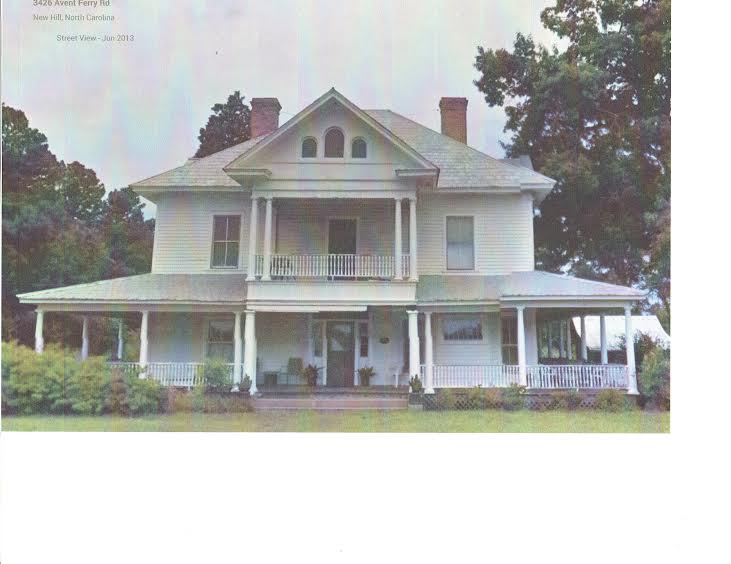 3426 Avent Ferry Rd
New Hill, North Carolina
Street View - Jun 2013